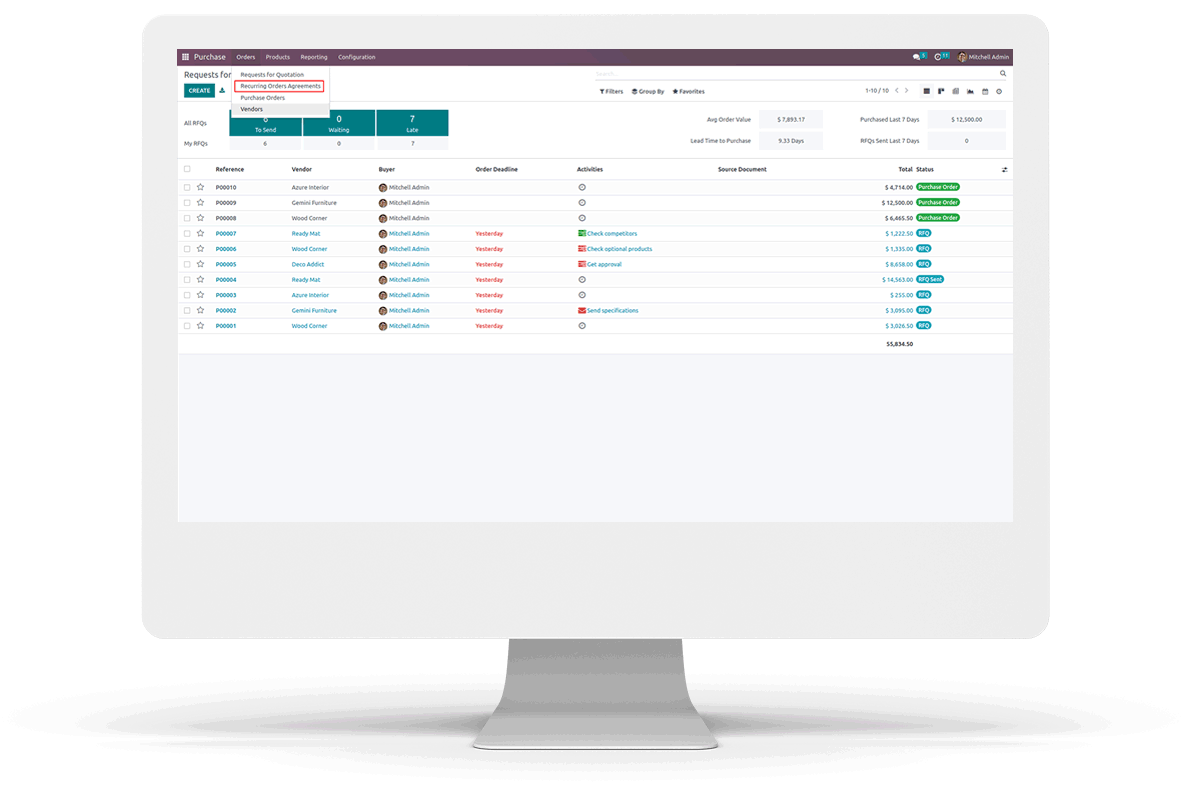 Purchase Orders Products Reporting Configuration 5 11 Mitchell Admin
Requests for
Search...
Requests for Quotation
Recurring Orders Agreements
Purchase Orders
Vendors
CREATE
Filters Group By Favorites 1-10 / 10
All RFQs
6 To Send
0 Waiting
7 Late
My RFQs 6 0 7
Avg Order Value $ 7,893.17 Purchased Last 7 Days $ 12,500.00
Lead Time to Purchase 9.33 Days RFQs Sent Last 7 Days 0
Reference Vendor Buyer Order Deadline Activities Source Document Total Status
P00010 Azure Interior Mitchell Admin $ 4,714.00 Purchase Order
P00009 Gemini Furniture Mitchell Admin $ 12,500.00 Purchase Order
P00008 Wood Corner Mitchell Admin $ 6,465.50 Purchase Order
P00007 Ready Mat Mitchell Admin Yesterday Check competitors $ 1,222.50 RFQ
P00006 Wood Corner Mitchell Admin Yesterday Check optional products $ 1,335.00 RFQ
P00005 Deco Addict Mitchell Admin Yesterday Get approval $ 8,658.00 RFQ
P00004 Ready Mat Mitchell Admin Yesterday $ 14,563.00 RFQ Sent
P00003 Azure Interior Mitchell Admin Yesterday $ 255.00 RFQ
P00002 Gemini Furniture Mitchell Admin Yesterday Send specifications $ 3,095.00 RFQ
P00001 Wood Corner Mitchell Admin Yesterday $ 3,026.50 RFQ
55,834.50